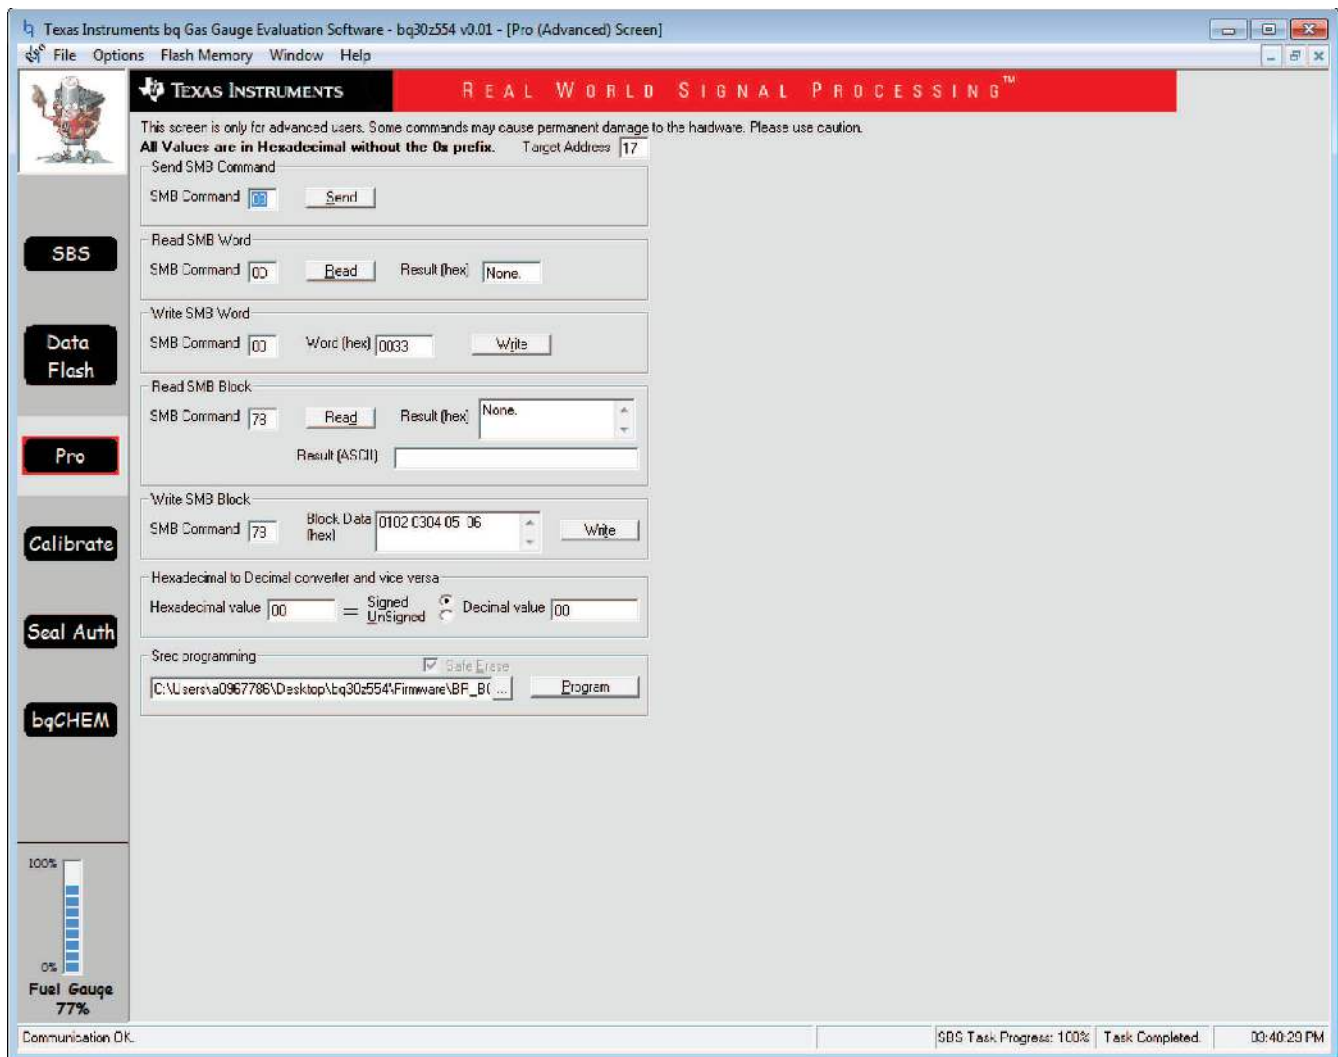 Texas Instruments bq Gas Gauge Evaluation Software - bq30z554 v0.01 - [Pro (Advanced) Screen]
File Options Flash Memory Window Help
TEXAS INSTRUMENTS
REAL WORLD SIGNAL PROCESSING™
This screen is only for advanced users. Some commands may cause permanent damage to the hardware. Please use caution.
All Values are in Hexadecimal without the 0x prefix. Target Address 17
Send SMB Command
SMB Command 00 Send
Read SMB Word
SMB Command 00 Read Result (hex) None.
Write SMB Word
SMB Command 00 Word (hex) 0033 Write
Read SMB Block
SMB Command 78 Read Result (hex) None.
Result (ASCII)
Write SMB Block
SMB Command 78 Block Data (hex) 0102 0304 05 06 Write
Hexadecimal to Decimal converter and vice versa
Hexadecimal value 00 = Signed UnSigned Decimal value 00
Srec programming Safe Erase
C:\Users\a0967786\Desktop\bq30z554\Firmware\ ... Program
SBS
Data
Flash
Pro
Calibrate
Seal Auth
bqCHEM
100%
0%
Fuel Gauge
77%
Communication OK. SBS Task Progress: 100% Task Completed. :40:29 PM